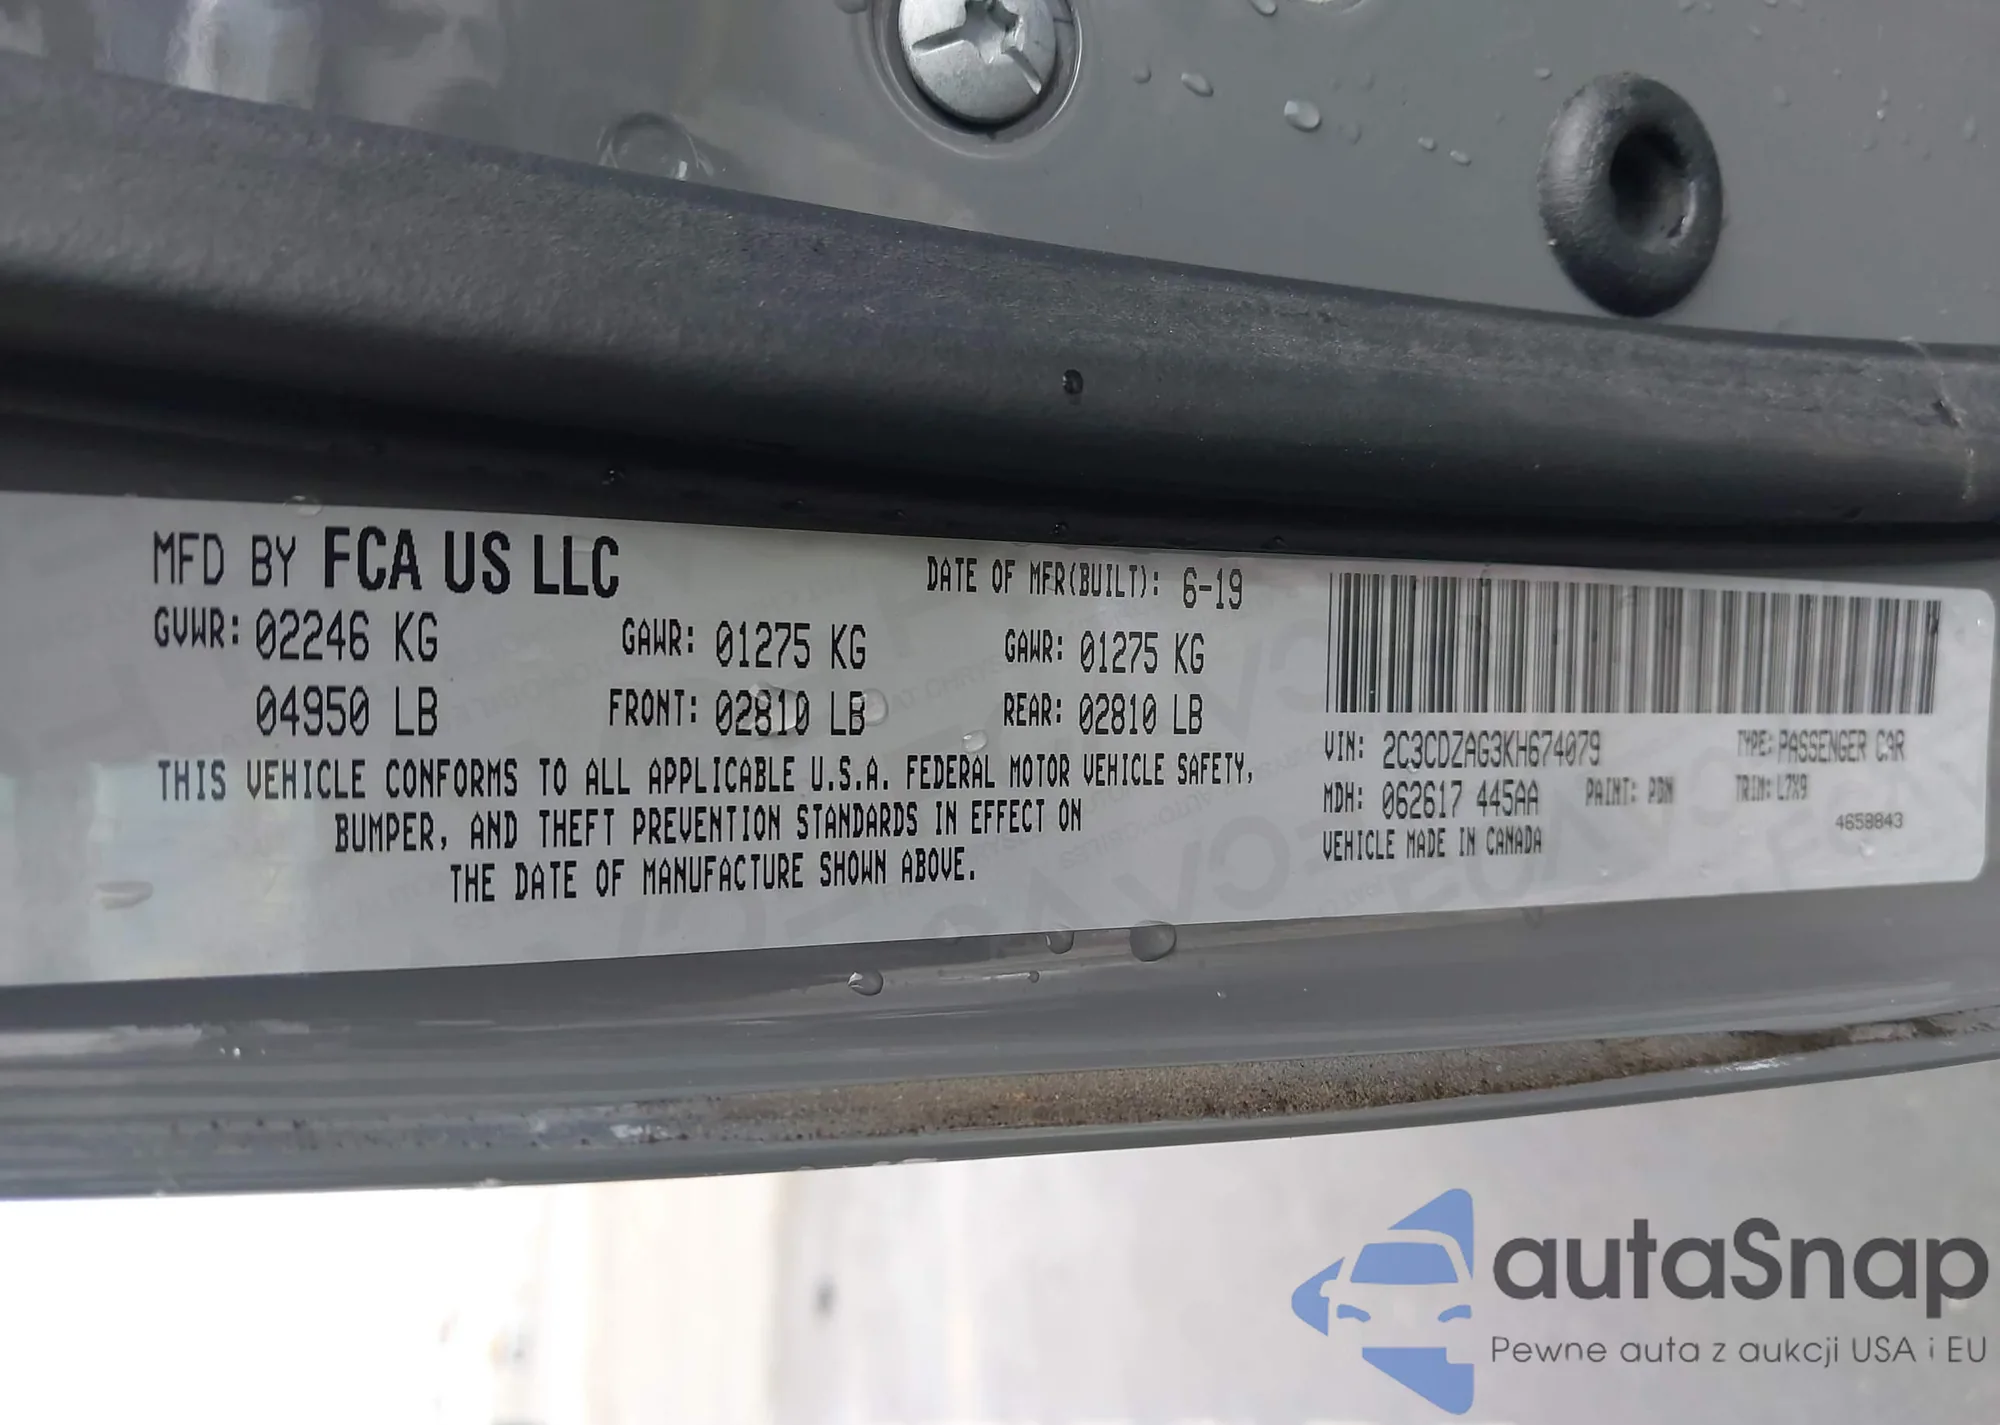 MFD BY FCA US LLC
DATE OF MFR(BUILT): 6-19
GVWR: 02246 KG
GAWR: 01275 KG
GAWR: 01275 KG
04950 LB
FRONT: 02810 LB
REAR: 02810 LB
THIS VEHICLE CONFORMS TO ALL APPLICABLE U.S.A. FEDERAL MOTOR VEHICLE SAFETY,
BUMPER, AND THEFT PREVENTION STANDARDS IN EFFECT ON
THE DATE OF MANUFACTURE SHOWN ABOVE.
VIN: 2C3CDZAG3KH674079
TYPE: PASSENGER CAR
MDH: 062617 445AA
PAINT: PDN
TRIM: L7X9
VEHICLE MADE IN CANADA
4658843
autaSnap
Pewne auta z aukcji USA i EU